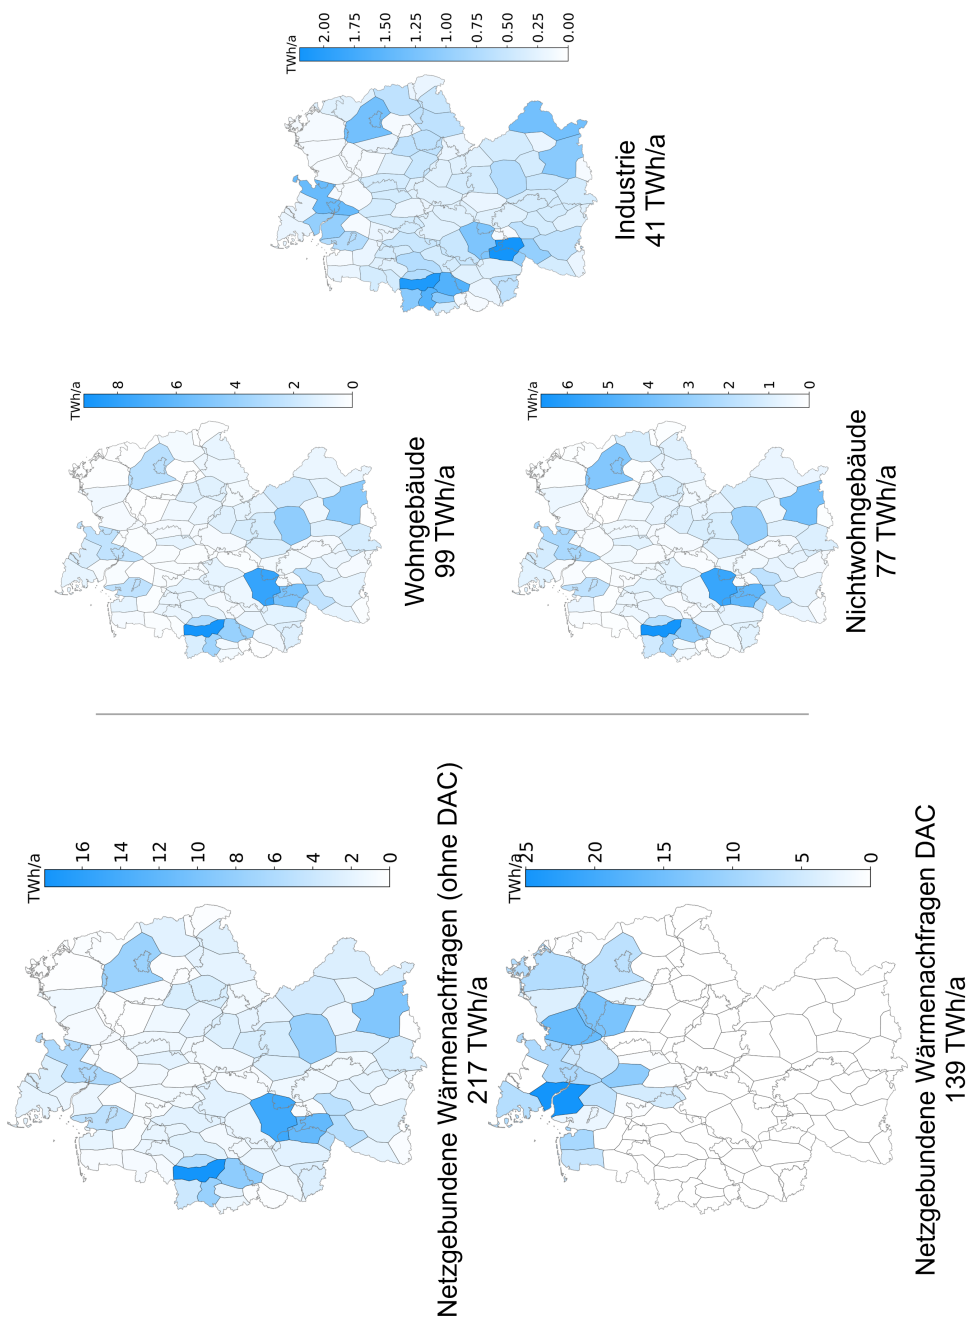 TWh/a
16
14
12
10
8
6
4
2
0
Netzgebundene Wärmenachfragen (ohne DAC)
217 TWh/a
TWh/a
25
20
15
10
5
0
Netzgebundene Wärmenachfragen DAC
139 TWh/a
TWh/a
8
6
4
2
0
Wohngebäude
99 TWh/a
TWh/a
6
5
4
3
2
1
0
Nichtwohngebäude
77 TWh/a
TWh/a
2.00
1.75
1.50
1.25
1.00
0.75
0.50
0.25
0.00
Industrie
41 TWh/a